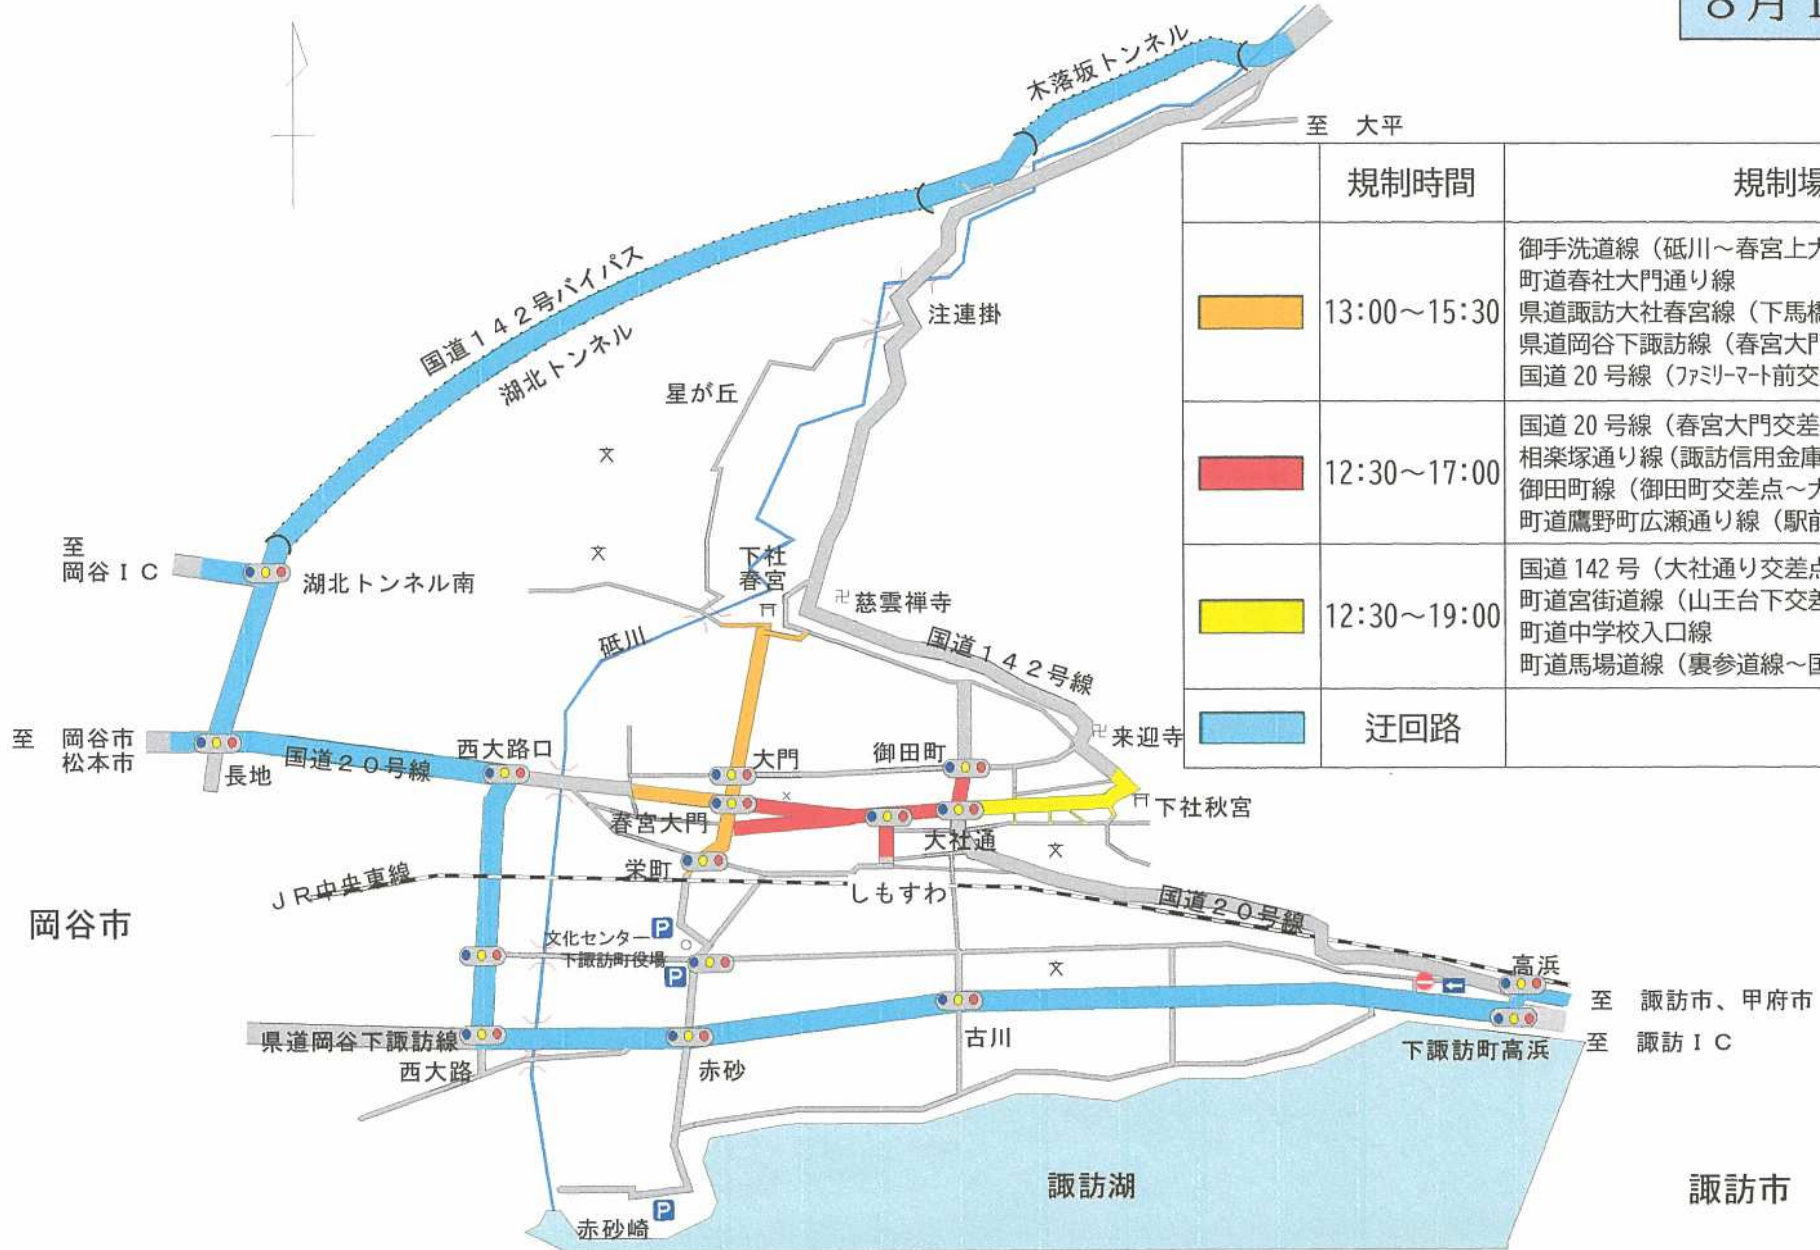 8月1
木落坂トンネル
至 大平
規制時間
規制場
御手洗道線（砥川～春宮上大
町道春社大門通り線
13:00～15:30
県道諏訪大社春宮線（下馬橋
県道岡谷下諏訪線（春宮大門
国道20号線（ファミリーマート前交
国道20号線（春宮大門交差
相楽塚通り線（諏訪信用金庫
12:30～17:00
御田町線（御田町交差点～大
町道鷹野町広瀬通り線（駅前
国道142号（大社通り交差点
町道宮街道線（山王台下交差
12:30～19:00
町道中学校入口線
町道馬場道線（裏参道線～国
迂回路
国道142号バイパス
湖北トンネル
注連掛
星が丘
至
岡谷IC
湖北トンネル南
下社
春宮
慈雲禅寺
砥川
国道142号線
来迎寺
至 岡谷市
松本市
長地
国道20号線
西大路口
大門
御田町
下社秋宮
春宮大門
大社通
栄町
JR中央東線
しもすわ
国道20号線
岡谷市
文化センター
P
下諏訪町役場
P
高浜
至 諏訪市、甲府市
県道岡谷下諏訪線
西大路
赤砂
古川
下諏訪町高浜
至 諏訪IC
諏訪湖
諏訪市
P
赤砂崎